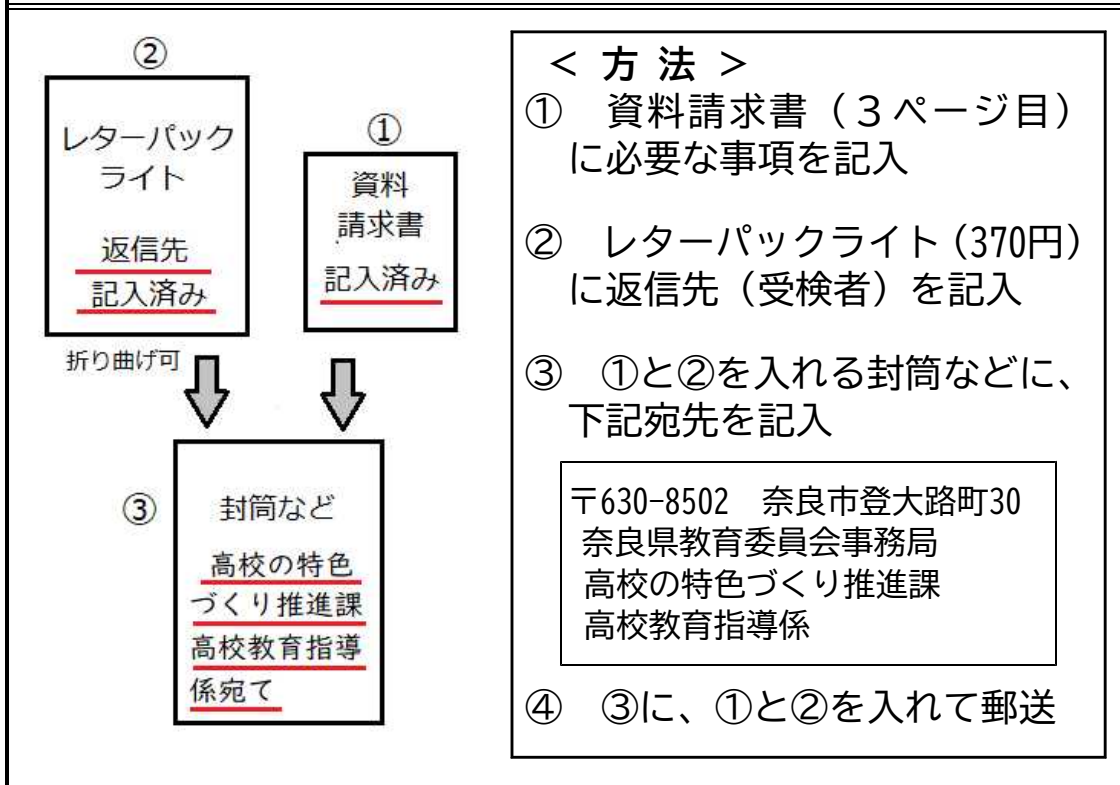 ②
レターパック
ライト
返信先
記入済み
折り曲げ可
①
資料
請求書
記入済み
③
封筒など
高校の特色
づくり推進課
高校教育指導
係宛て
＜ 方 法 ＞
① 資料請求書（３ページ目）
に必要な事項を記入
② レターパックライト(370円)
に返信先（受検者）を記入
③ ①と②を入れる封筒などに、
下記宛先を記入
〒630-8502 奈良市登大路町30
奈良県教育委員会事務局
高校の特色づくり推進課
高校教育指導係
④ ③に、①と②を入れて郵送